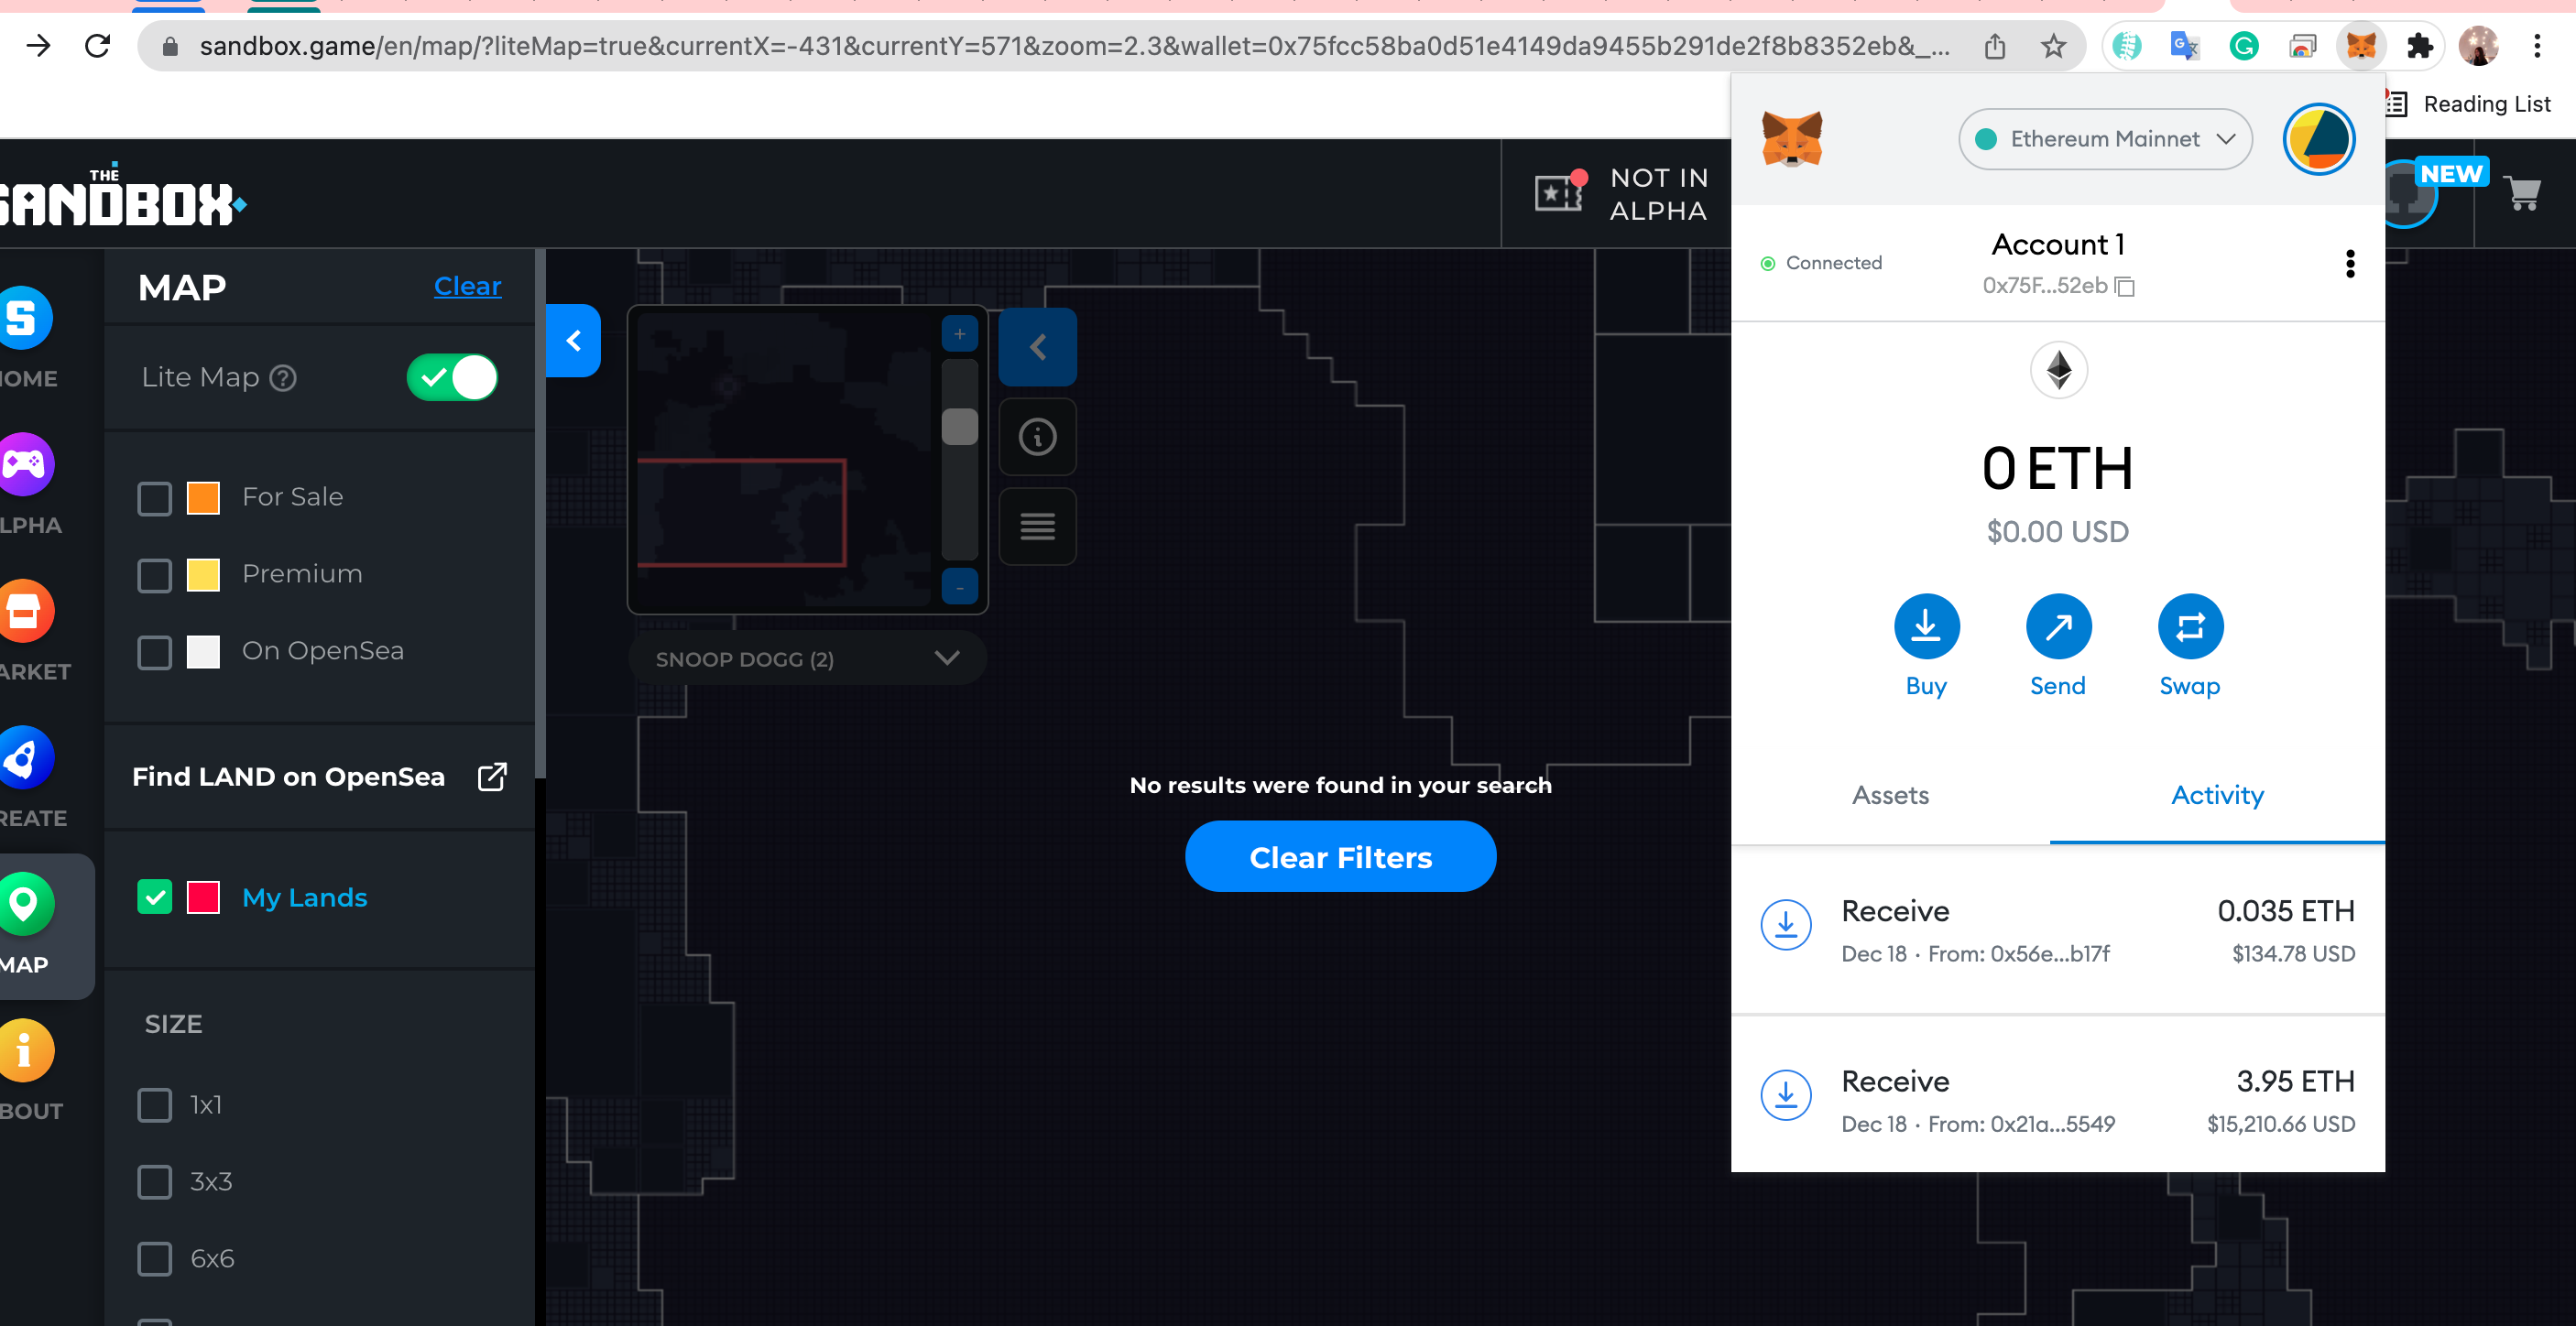 sandbox.game/en/map/?liteMap=true&currentX=-431&currentY=571&zoom=2.3&wallet=0x75fcc58ba0d51e4149da9455b291de2f8b8352eb&_...
Reading List
THE
SANDBOX
NOT IN
ALPHA
NEW
Ethereum Mainnet
Connected
Account 1
0x75F...52eb
0 ETH
$0.00 USD
Buy
Send
Swap
Assets
Activity
Receive
0.035 ETH
Dec 18 · From: 0x56e...b17f
$134.78 USD
Receive
3.95 ETH
Dec 18 · From: 0x21a...5549
$15,210.66 USD
OME
LPHA
ARKET
REATE
MAP
BOUT
MAP
Clear
Lite Map
For Sale
Premium
On OpenSea
Find LAND on OpenSea
My Lands
SIZE
1x1
3x3
6x6
+
-
SNOOP DOGG (2)
No results were found in your search
Clear Filters